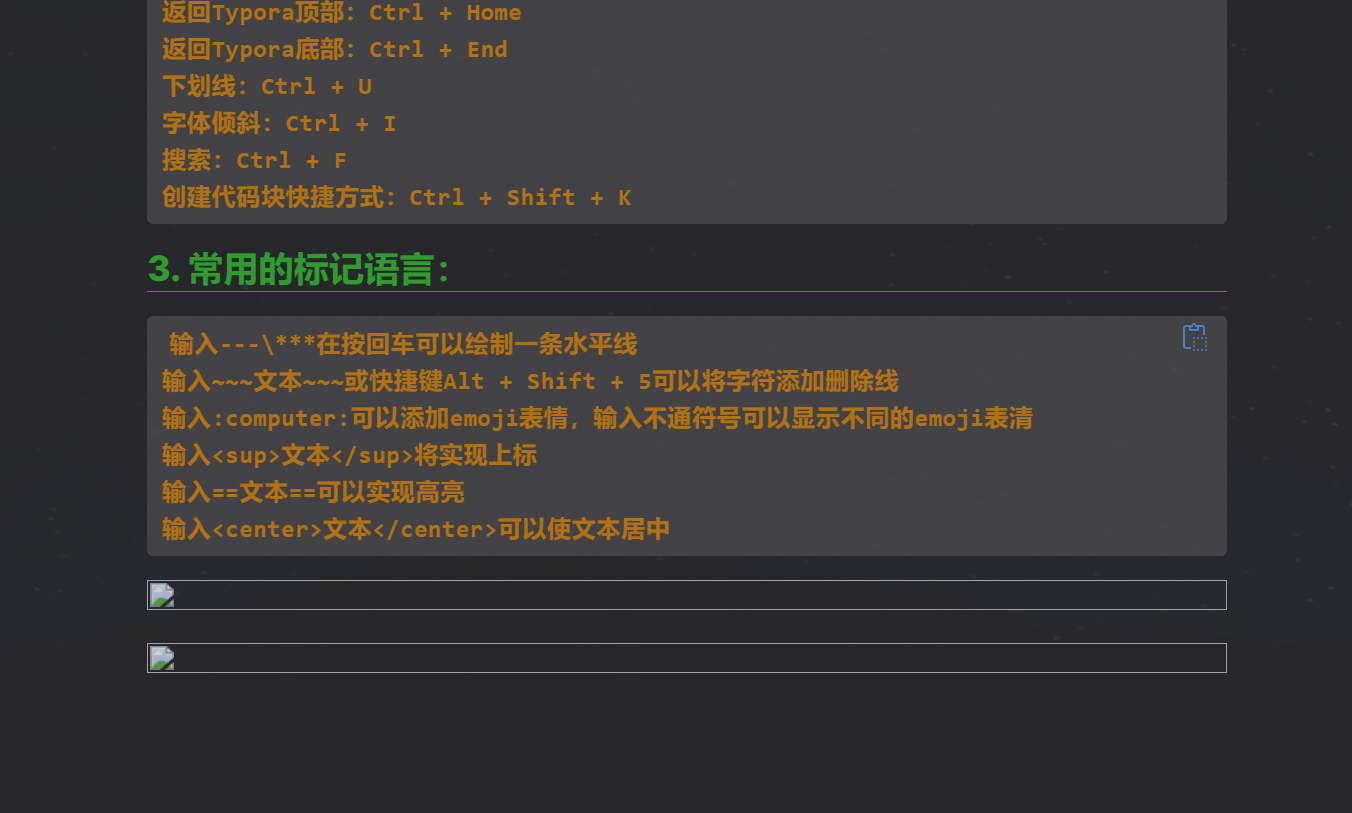 返回Typora顶部：Ctrl + Home
返回Typora底部：Ctrl + End
下划线：Ctrl + U
字体倾斜：Ctrl + I
搜索：Ctrl + F
创建代码块快捷方式：Ctrl + Shift + K
3. 常用的标记语言：
输入---\***在按回车可以绘制一条水平线
输入~~~文本~~~或快捷键Alt + Shift + 5可以将字符添加删除线
输入:computer:可以添加emoji表情，输入不通符号可以显示不同的emoji表清
输入<sup>文本</sup>将实现上标
输入==文本==可以实现高亮
输入<center>文本</center>可以使文本居中